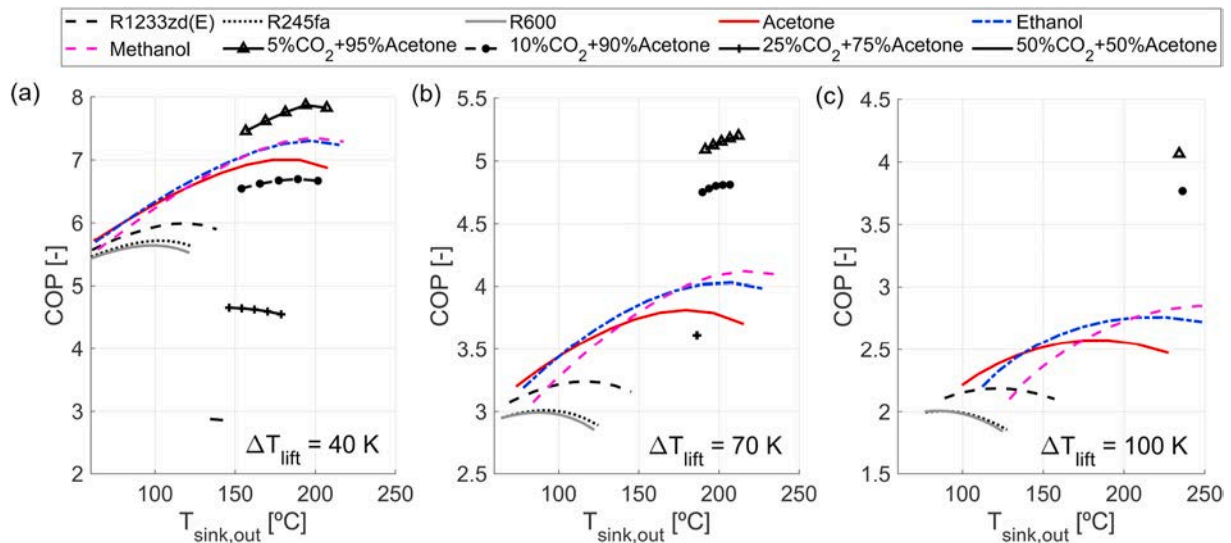 R1233zd(E) R245fa R600 Acetone Ethanol
Methanol 5%CO2+95%Acetone 10%CO2+90%Acetone 25%CO2+75%Acetone 50%CO2+50%Acetone
(a) (b) (c)
8
7
6
5
4
3
2
COP [-]
100 150 200 250
Tsink,out [ºC]
ΔTlift = 40 K
5.5
5
4.5
4
3.5
3
2.5
COP [-]
100 150 200 250
Tsink,out [ºC]
ΔTlift = 70 K
4.5
4
3.5
3
2.5
2
1.5
COP [-]
100 150 200 250
Tsink,out [ºC]
ΔTlift = 100 K